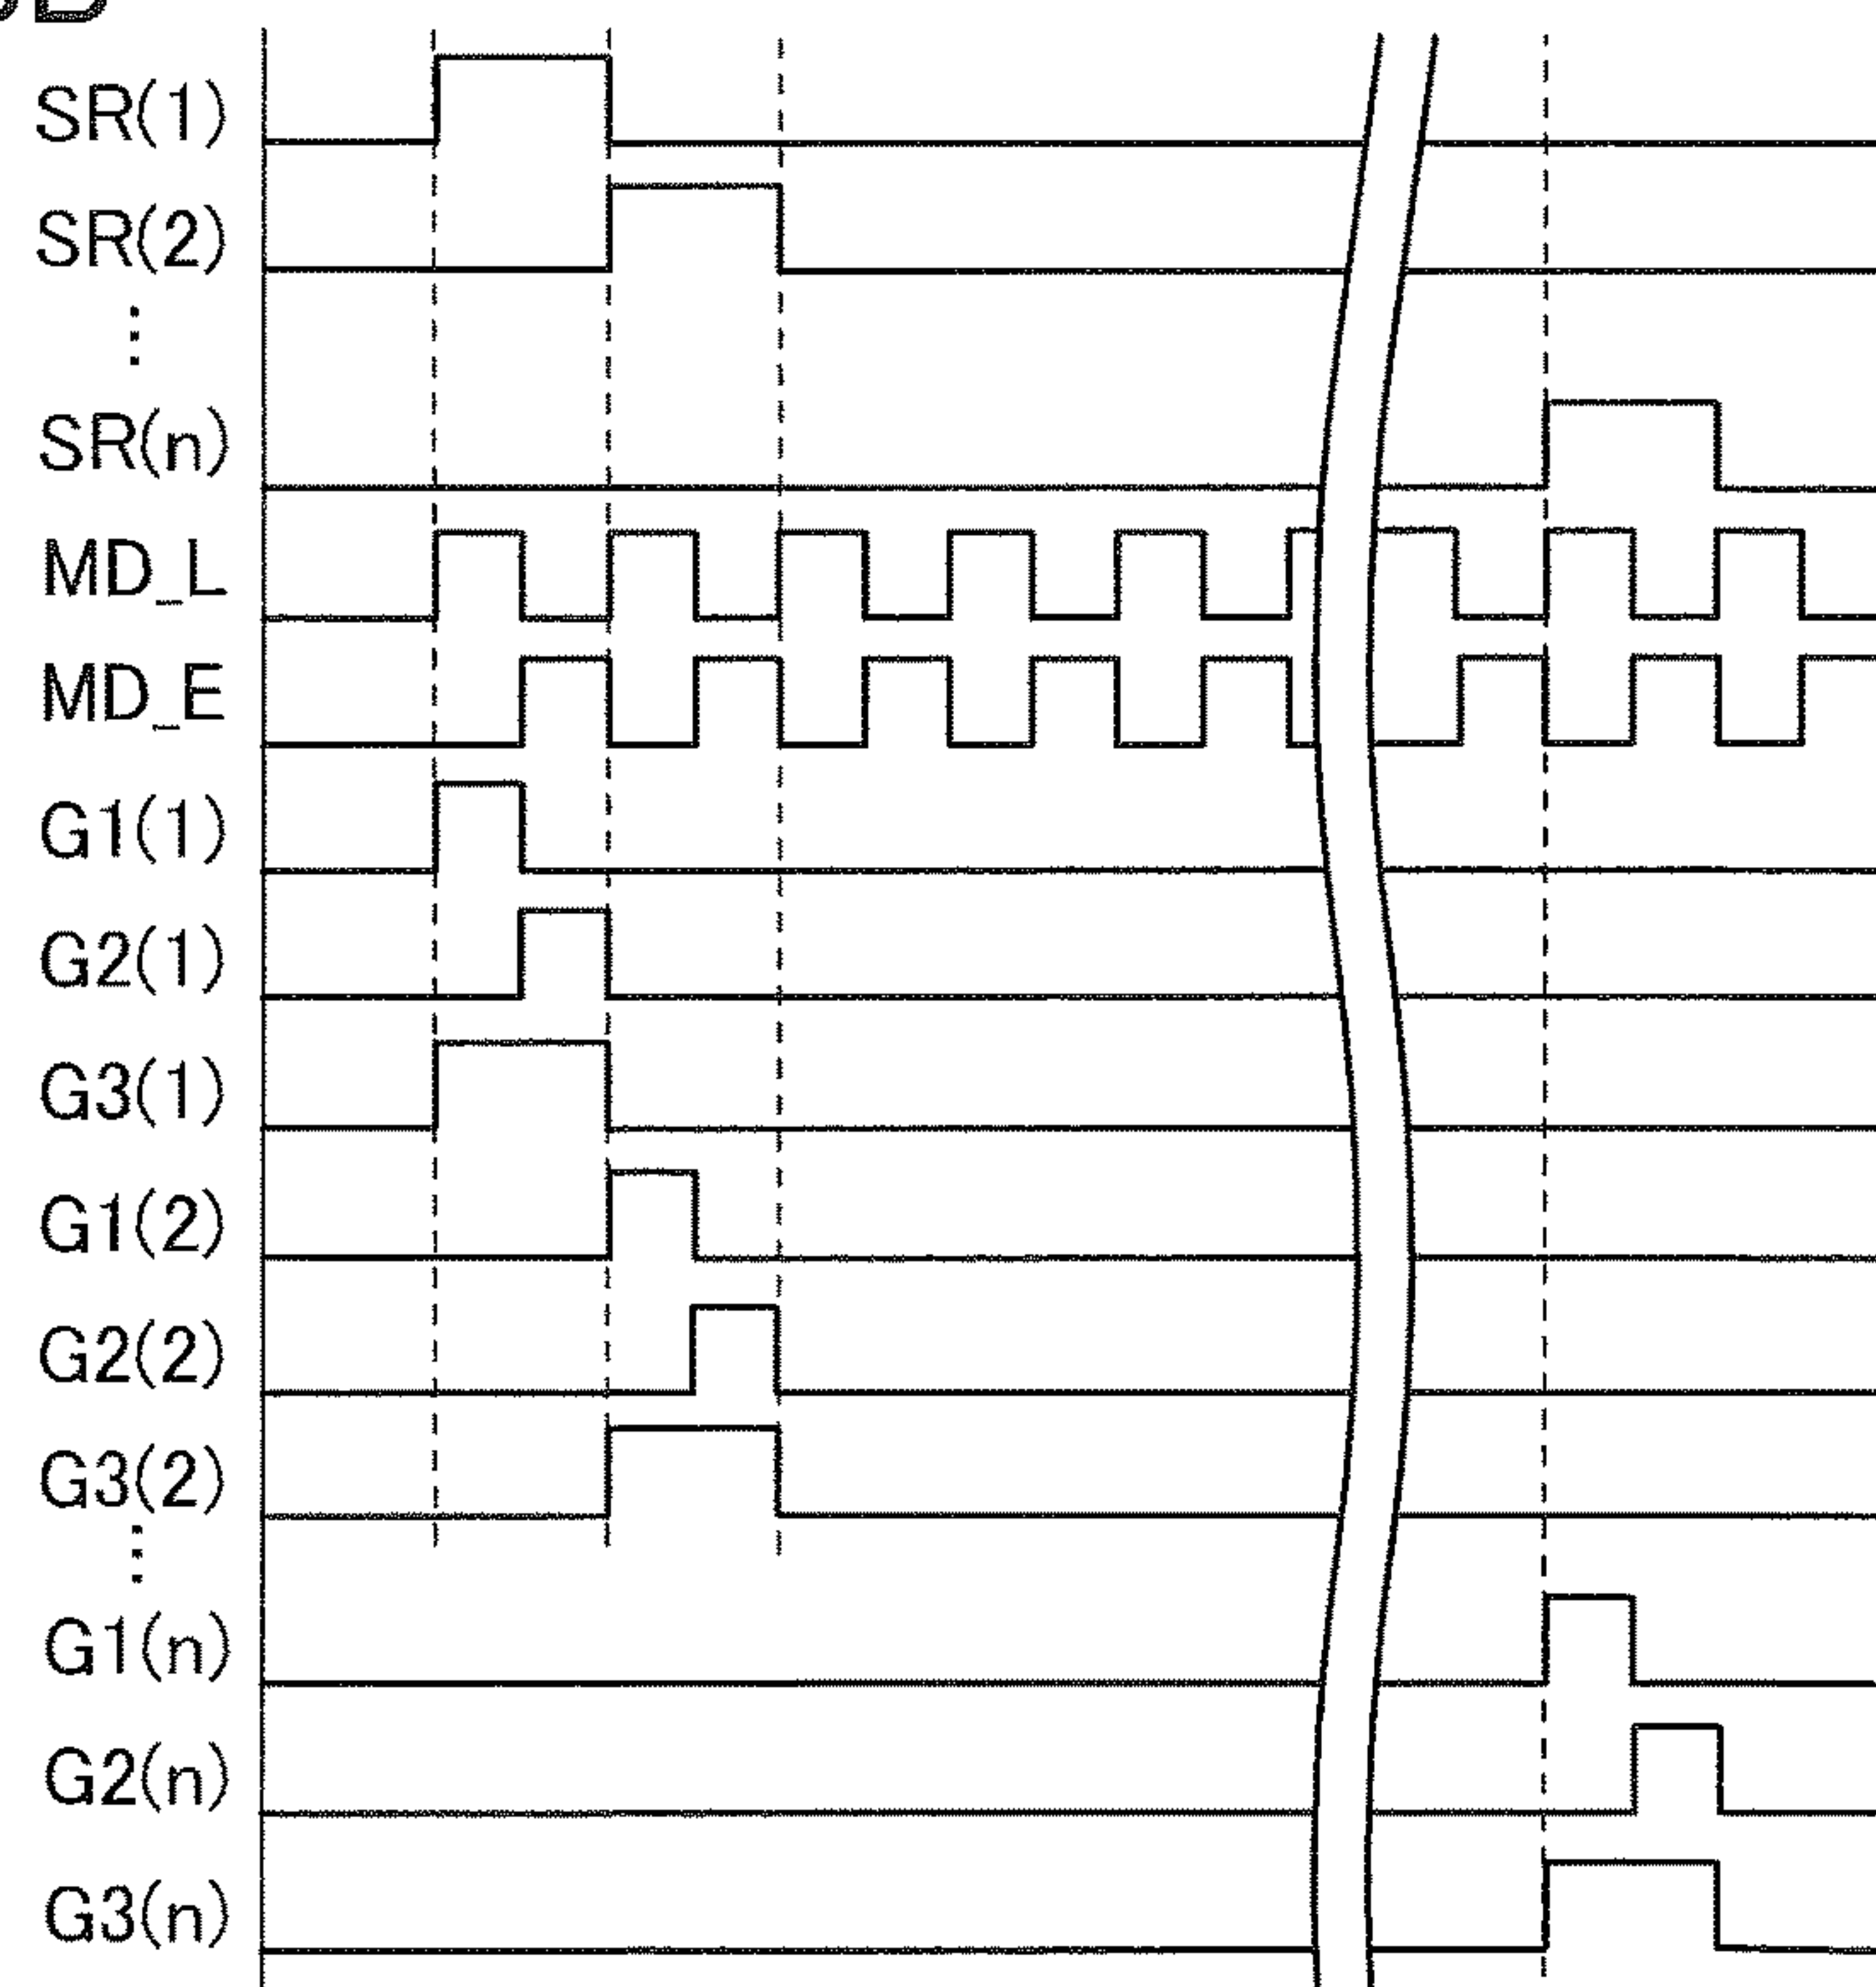 SR(1)
SR(2)
⋮
SR(n)
MD_L
MD_E
G1(1)
G2(1)
G3(1)
G1(2)
G2(2)
G3(2)
⋮
G1(n)
G2(n)
G3(n)